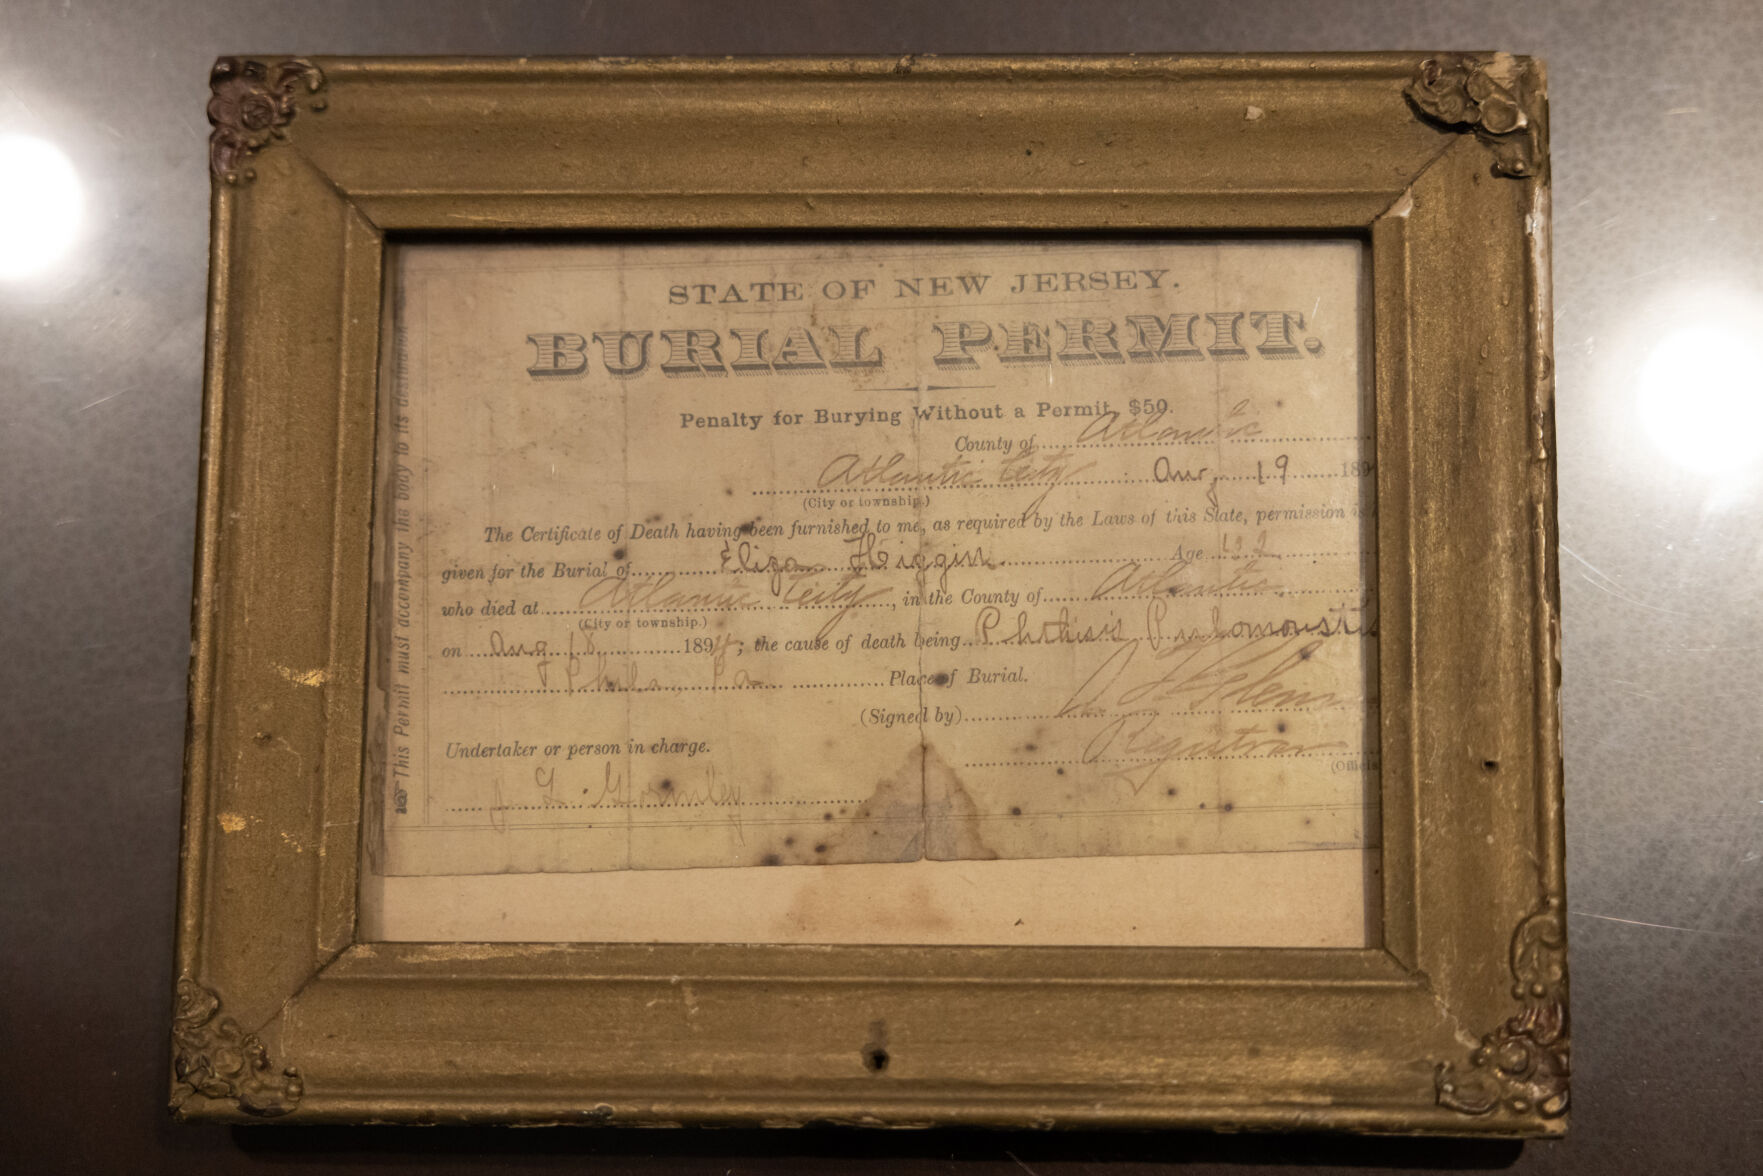 STATE OF NEW JERSEY.
BURIAL PERMIT.
Penalty for Burying Without a Permit, $50.
County of Atlantic
Atlantic City Aug 19 189
(City or township.)
The Certificate of Death having been furnished to me, as required by the Laws of this State, permission is
given for the Burial of Eliza Higgin Age
who died at Atlantic City, in the County of Atlantic
(City or township.)
on Aug 18 1894; the cause of death being Phthisis
Phila Pa Place of Burial.
(Signed by)
Registrar
Undertaker or person in charge.
(Offici
J. L. Gormley
This Permit must accompany the body to its destination